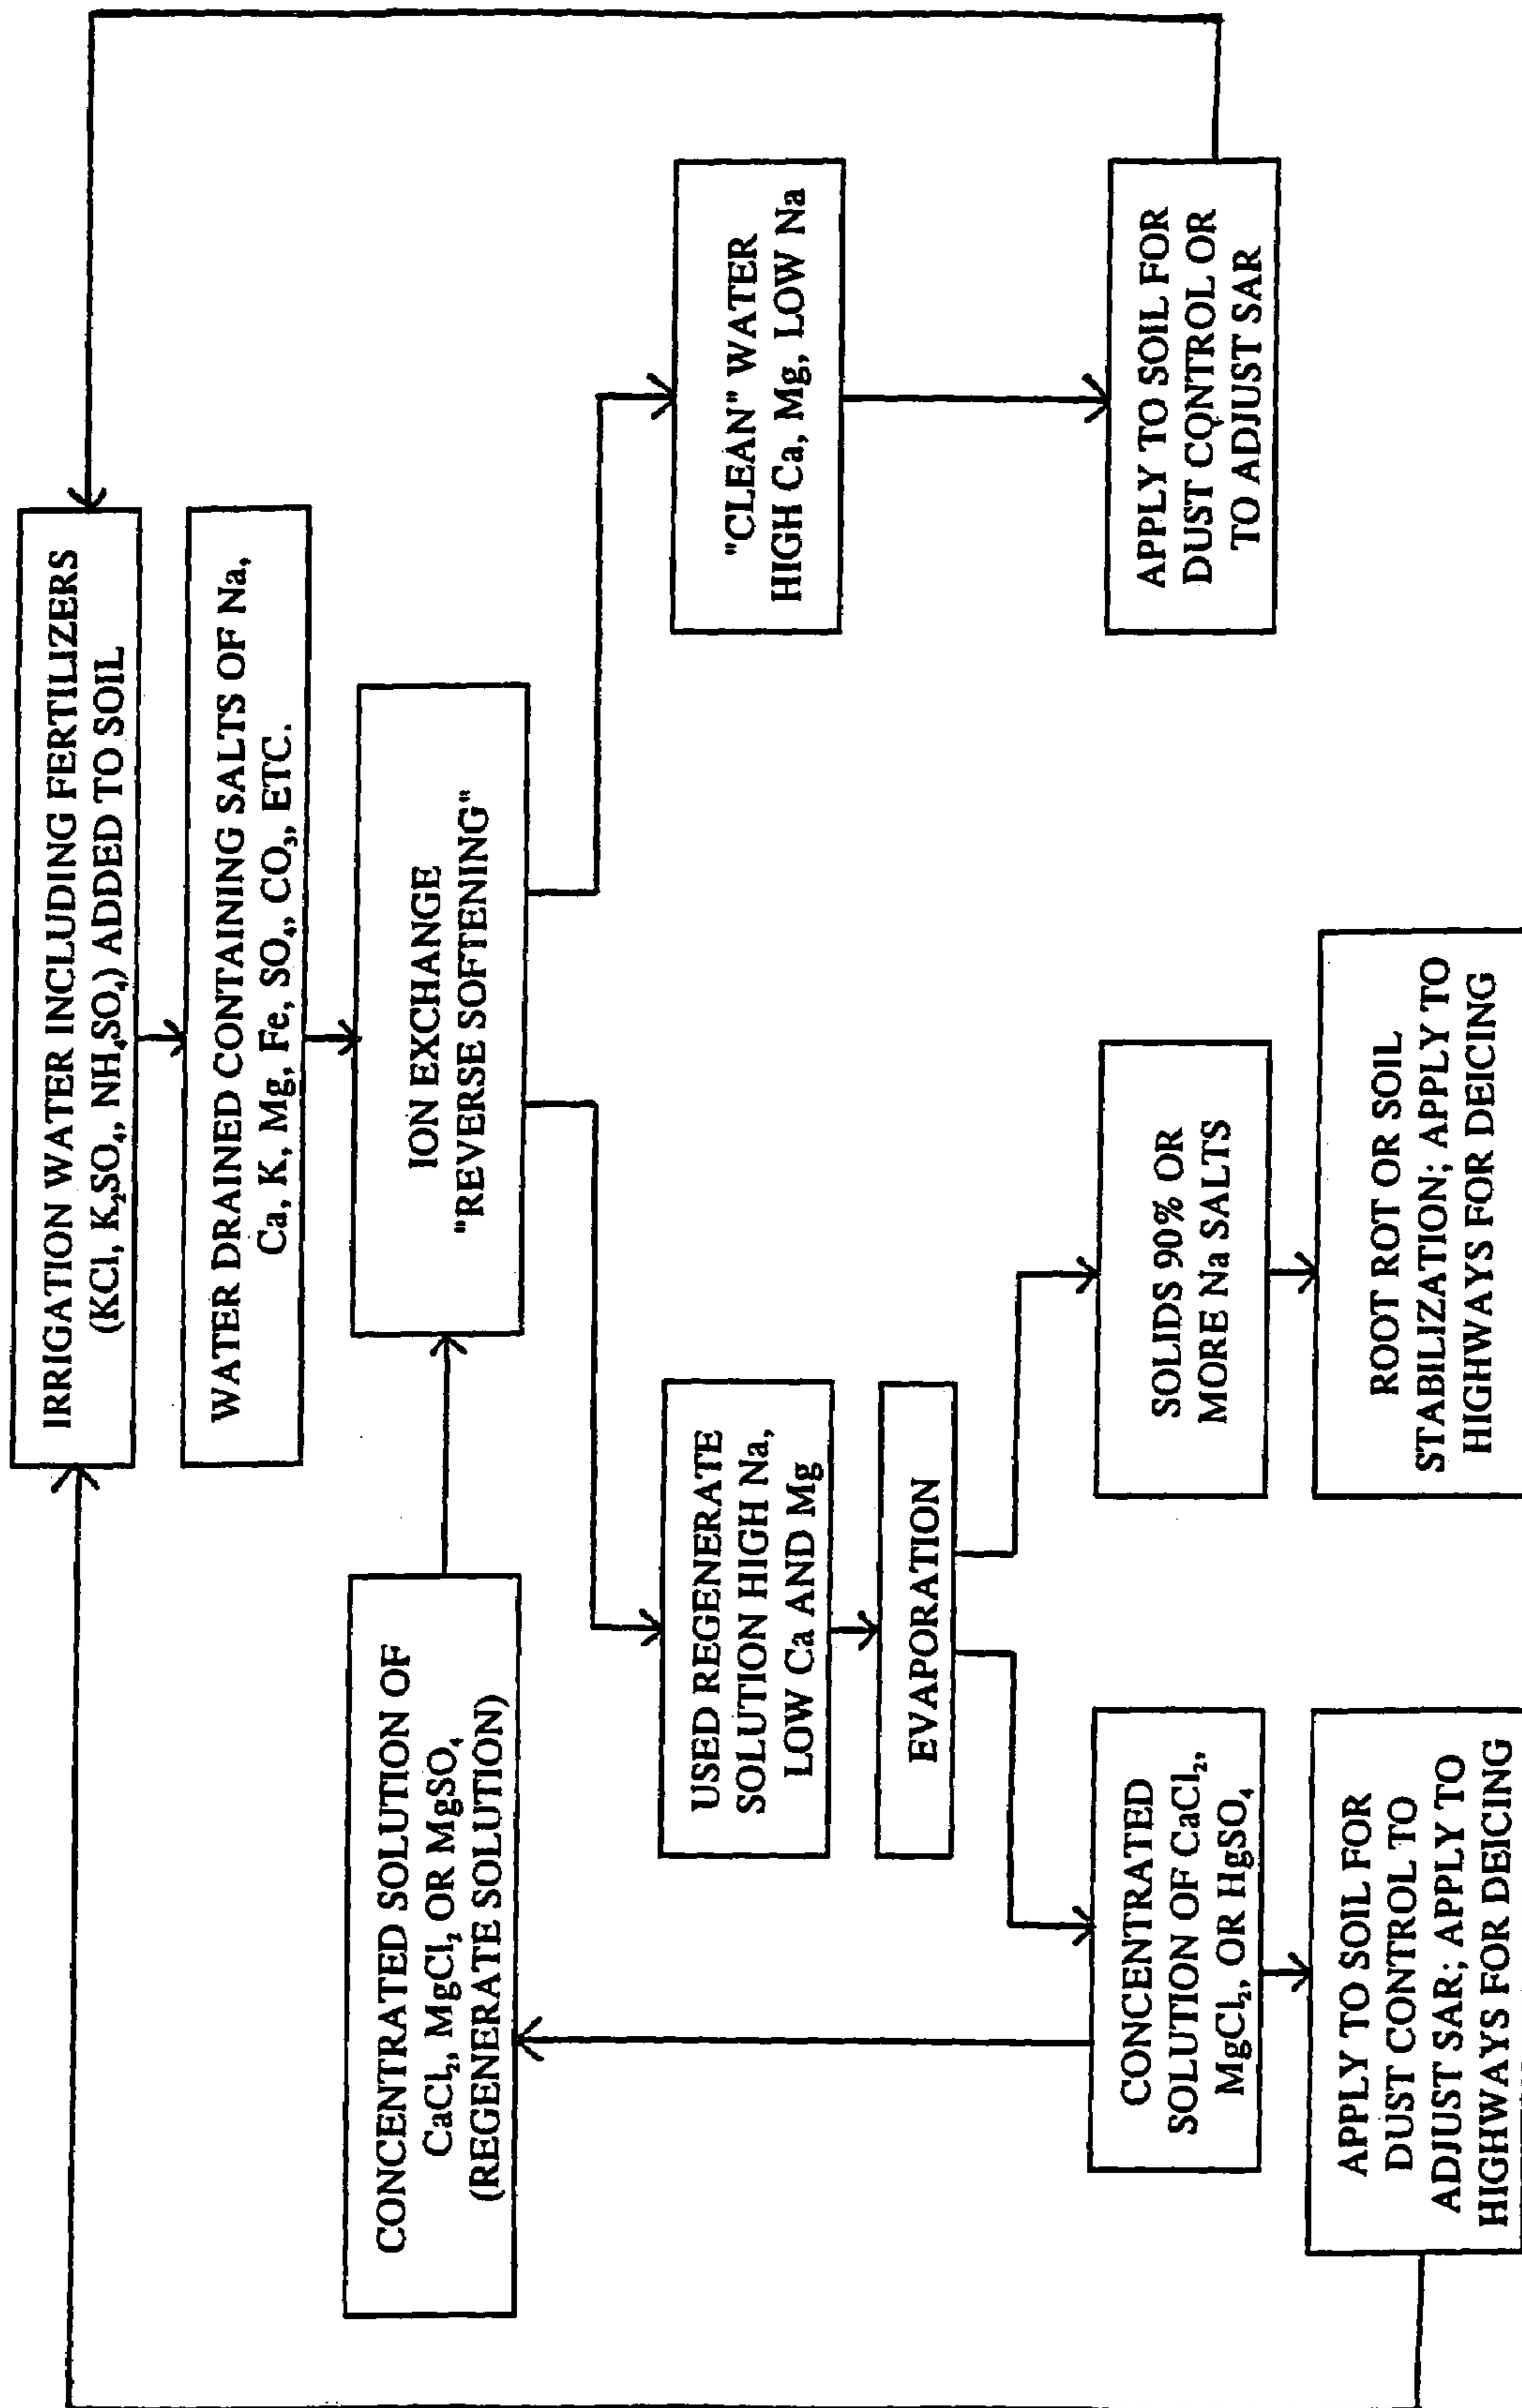 IRRIGATION WATER INCLUDING FERTILIZERS
(KCl, K₂SO₄, NH₄SO₄) ADDED TO SOIL
WATER DRAINED CONTAINING SALTS OF Na,
Ca, K, Mg, Fe, SO₄, CO₃, ETC.
CONCENTRATED SOLUTION OF
CaCl₂, MgCl₂ OR MgSO₄
(REGENERATE SOLUTION)
ION EXCHANGE
"REVERSE SOFTENING"
USED REGENERATE
SOLUTION HIGH Na,
LOW Ca AND Mg
"CLEAN" WATER
HIGH Ca, Mg, LOW Na
EVAPORATION
CONCENTRATED
SOLUTION OF CaCl₂,
MgCl₂, OR HgSO₄
SOLIDS 90% OR
MORE Na SALTS
APPLY TO SOIL FOR
DUST CONTROL OR
TO ADJUST SAR
APPLY TO SOIL FOR
DUST CONTROL TO
ADJUST SAR; APPLY TO
HIGHWAYS FOR DEICING
ROOT ROT OR SOIL
STABILIZATION; APPLY TO
HIGHWAYS FOR DEICING